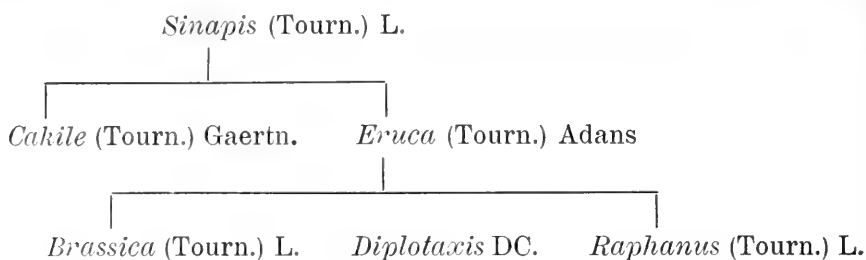 Sinapis (Tourn.) L.
Cakile (Tourn.) Gaertn. Eruca (Tourn.) Adans
Brassica (Tourn.) L. Diplotaxis DC. Raphanus (Tourn.) L.